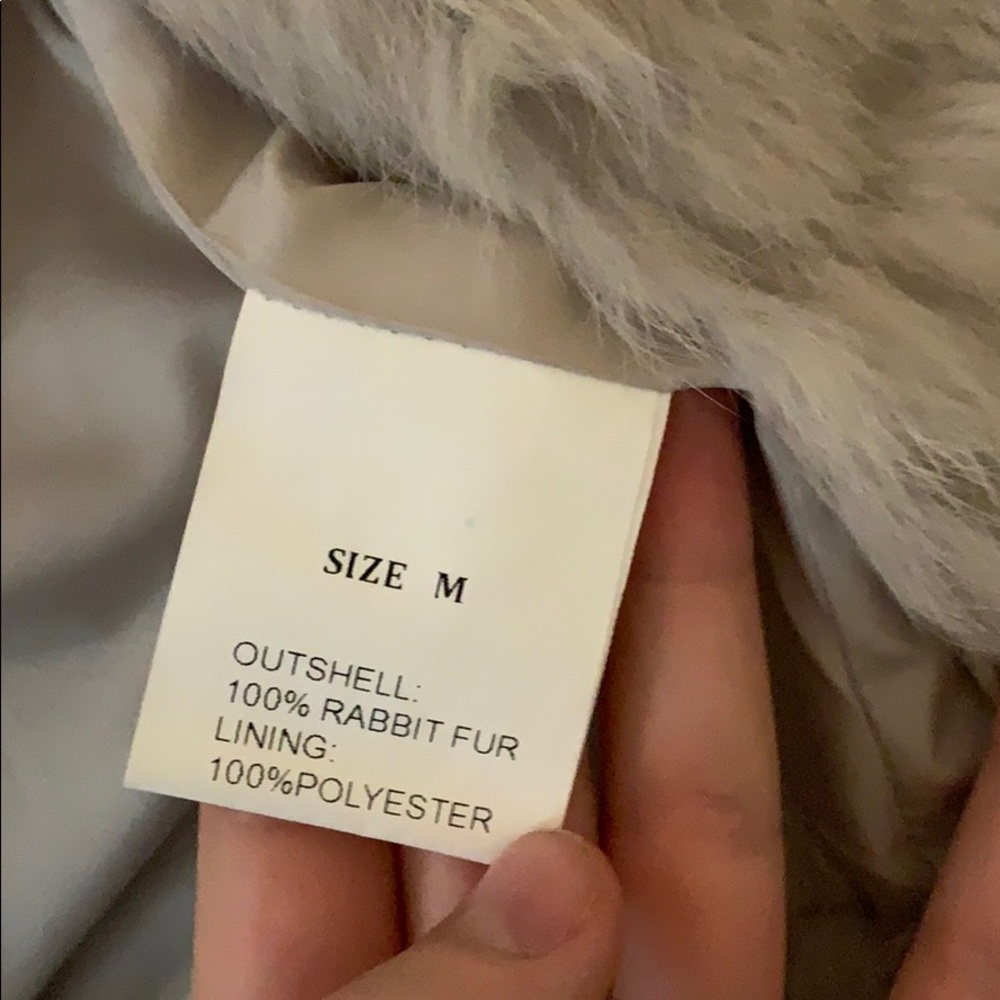 SIZE M
OUTSHELL:
100% RABBIT FUR
LINING:
100%POLYESTER